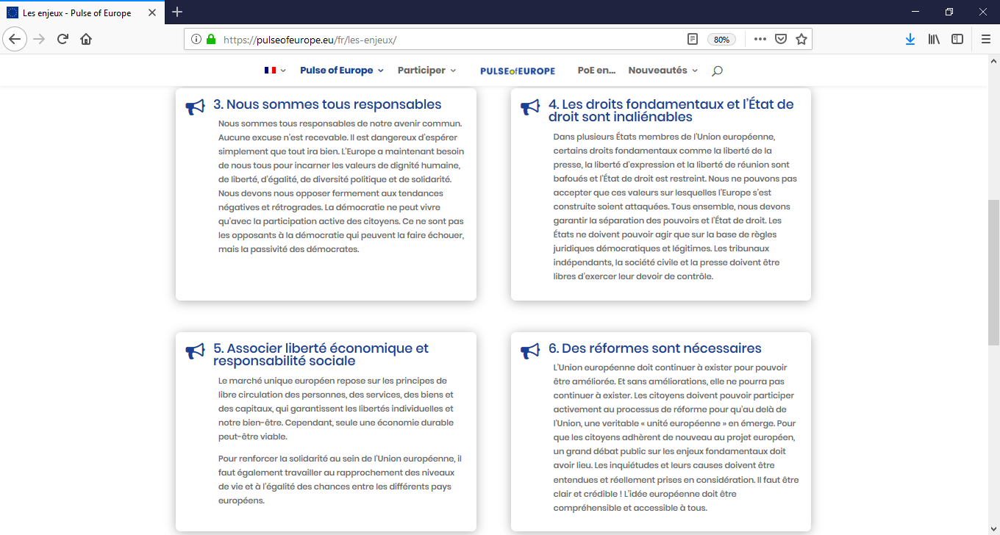 Les enjeux - Pulse of Europe
https://pulseofeurope.eu/fr/les-enjeux/
80%
Pulse of Europe
Participer
PULSEofEUROPE
PoE en...
Nouveautés
3. Nous sommes tous responsables
Nous sommes tous responsables de notre avenir commun.
Aucune excuse n'est recevable. Il est dangereux d'espérer
simplement que tout ira bien. L'Europe a maintenant besoin
de nous tous pour incarner les valeurs de dignité humaine,
de liberté, d'égalité, de diversité politique et de solidarité.
Nous devons nous opposer fermement aux tendances
négatives et rétrogrades. La démocratie ne peut vivre
qu'avec la participation active des citoyens. Ce ne sont pas
les opposants à la démocratie qui peuvent la faire échouer,
mais la passivité des démocrates.
4. Les droits fondamentaux et l'État de
droit sont inaliénables
Dans plusieurs États membres de l'Union européenne,
certains droits fondamentaux comme la liberté de la
presse, la liberté d'expression et la liberté de réunion sont
bafoués et l'État de droit est restreint. Nous ne pouvons pas
accepter que ces valeurs sur lesquelles l'Europe s'est
construite soient attaquées. Tous ensemble, nous devons
garantir la séparation des pouvoirs et l'État de droit. Les
États ne doivent pouvoir agir que sur la base de règles
juridiques démocratiques et légitimes. Les tribunaux
indépendants, la société civile et la presse doivent être
libres d'exercer leur devoir de contrôle.
5. Associer liberté économique et
responsabilité sociale
Le marché unique européen repose sur les principes de
libre circulation des personnes, des services, des biens et
des capitaux, qui garantissent les libertés individuelles et
notre bien-être. Cependant, seule une économie durable
peut-être viable.
Pour renforcer la solidarité au sein de l'Union européenne, il
faut également travailler au rapprochement des niveaux
de vie et à l'égalité des chances entre les différents pays
européens.
6. Des réformes sont nécessaires
L'Union européenne doit continuer à exister pour pouvoir
être améliorée. Et sans améliorations, elle ne pourra pas
continuer à exister. Les citoyens doivent pouvoir participer
activement au processus de réforme pour qu'au delà de
l'Union, une veritable « unité européenne » en émerge. Pour
que les citoyens adhèrent de nouveau au projet européen,
un grand débat public sur les enjeux fondamentaux doit
avoir lieu. Les inquiétudes et leurs causes doivent être
entendues et réellement prises en considération. Il faut être
clair et crédible ! L'idée européenne doit être
compréhensible et accessible à tous.